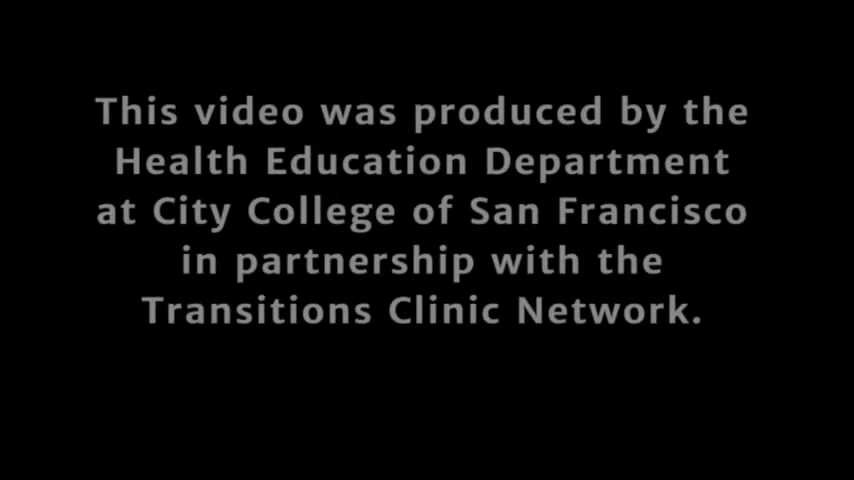 This video was produced by the
Health Education Department
at City College of San Francisco
in partnership with the
Transitions Clinic Network.